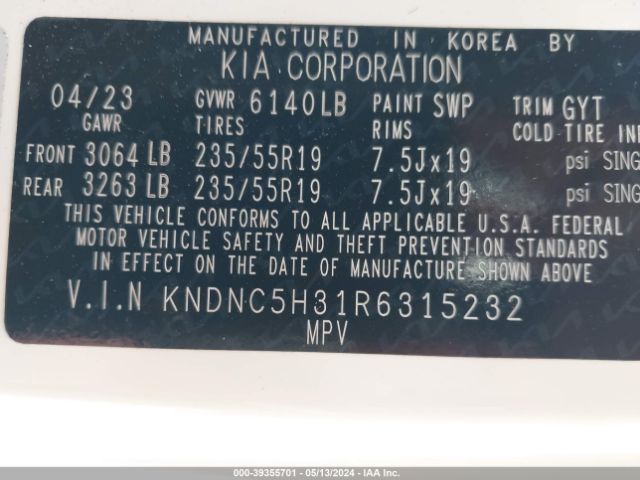 MANUFACTURED IN KOREA BY
KIA CORPORATION
04/23 GVWR 6140LB PAINT SWP TRIM GYT
GAWR TIRES RIMS COLD TIRE IN
FRONT 3064 LB 235/55R19 7.5Jx19 psi SING
REAR 3263 LB 235/55R19 7.5Jx19 psi SING
THIS VEHICLE CONFORMS TO ALL APPLICABLE U.S.A. FEDERAL
MOTOR VEHICLE SAFETY AND THEFT PREVENTION STANDARDS
IN EFFECT ON THE DATE OF MANUFACTURE SHOWN ABOVE
V.I.N KNDNC5H31R6315232
MPV
000-39355701 - 05/13/2024 - IAA Inc.